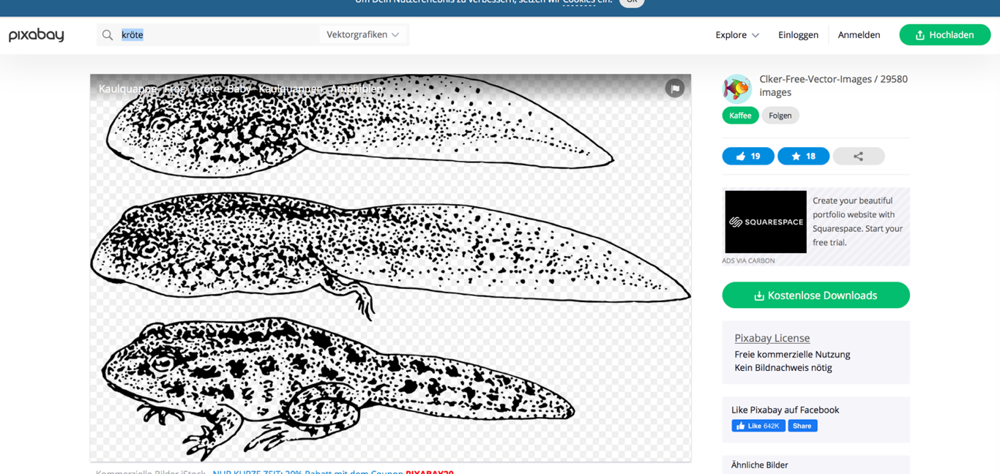 Um Dein Nutzererlebnis zu verbessern, setzen wir Cookies ein. OK
pixabay
kröte
Vektorgrafiken
Explore
Einloggen
Anmelden
Hochladen
Kaulquappe Frog Kröte Baby Kaulquappen Amphibien
Clker-Free-Vector-Images / 29580
images
Kaffee
Folgen
19
18
SQUARESPACE
Create your beautiful
portfolio website with
Squarespace. Start your
free trial.
ADS VIA CARBON
Kostenlose Downloads
Pixabay License
Freie kommerzielle Nutzung
Kein Bildnachweis nötig
Like Pixabay auf Facebook
Like 642K
Share
Ähnliche Bilder
Kommerzielle Bilder iStock NUR KURZE ZEIT: 20% Rabatt mit dem Coupon PIXABAY20